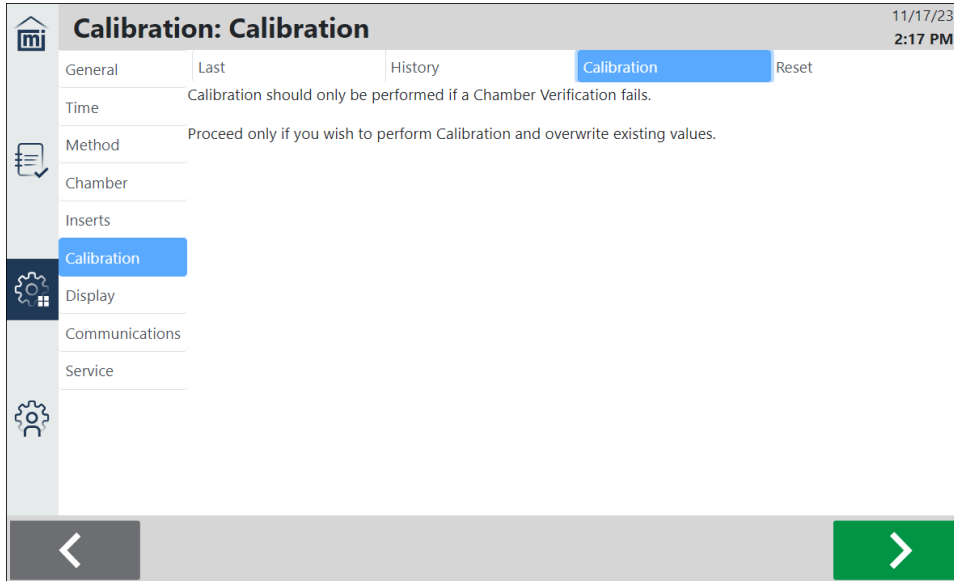 mi
Calibration: Calibration
11/17/23
2:17 PM
General
Time
Method
Chamber
Inserts
Calibration
Display
Communications
Service
Last
History
Calibration
Reset
Calibration should only be performed if a Chamber Verification fails.
Proceed only if you wish to perform Calibration and overwrite existing values.